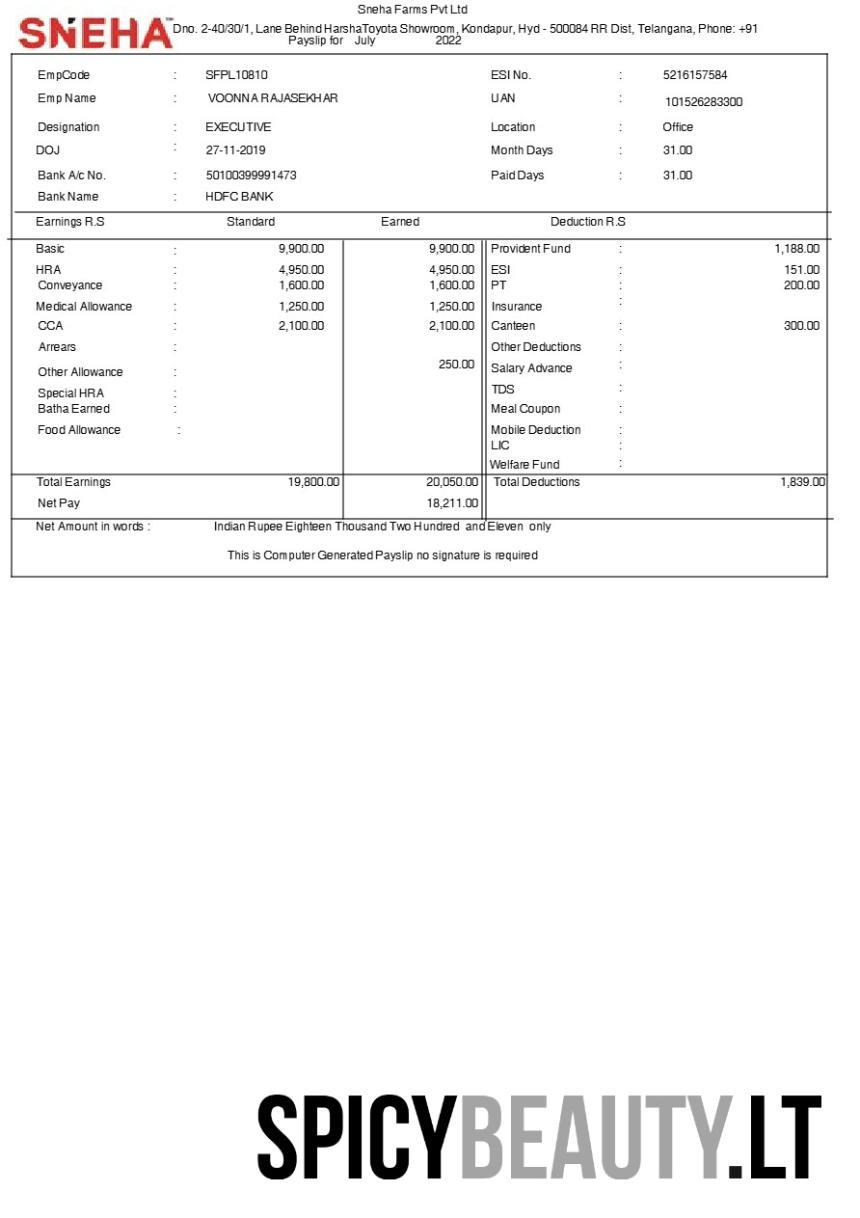 Sneha Farms Pvt Ltd
SNEHA™ Dno. 2-40/30/1, Lane Behind HarshaToyota Showroom, Kondapur, Hyd - 500084 RR Dist, Telangana, Phone: +91
Payslip for July 2022
EmpCode : SFPL10810 ESI No. : 5216157584
Emp Name : VOONNA RAJASEKHAR UAN : 101526283300
Designation : EXECUTIVE Location : Office
DOJ : 27-11-2019 Month Days : 31.00
Bank A/c No. : 50100399991473 Paid Days : 31.00
Bank Name : HDFC BANK
Earnings R.S Standard Earned Deduction R.S
Basic : 9,900.00 9,900.00 Provident Fund : 1,188.00
HRA : 4,950.00 4,950.00 ESI : 151.00
Conveyance : 1,600.00 1,600.00 PT : 200.00
Medical Allowance : 1,250.00 1,250.00 Insurance :
CCA : 2,100.00 2,100.00 Canteen : 300.00
Arrears : Other Deductions :
Other Allowance : 250.00 Salary Advance :
Special HRA : TDS :
Batha Earned : Meal Coupon :
Food Allowance : Mobile Deduction :
LIC :
Welfare Fund :
Total Earnings 19,800.00 20,050.00 Total Deductions 1,839.00
Net Pay 18,211.00
Net Amount in words : Indian Rupee Eighteen Thousand Two Hundred and Eleven only
This is Computer Generated Payslip no signature is required
SPICYBEAUTY.LT